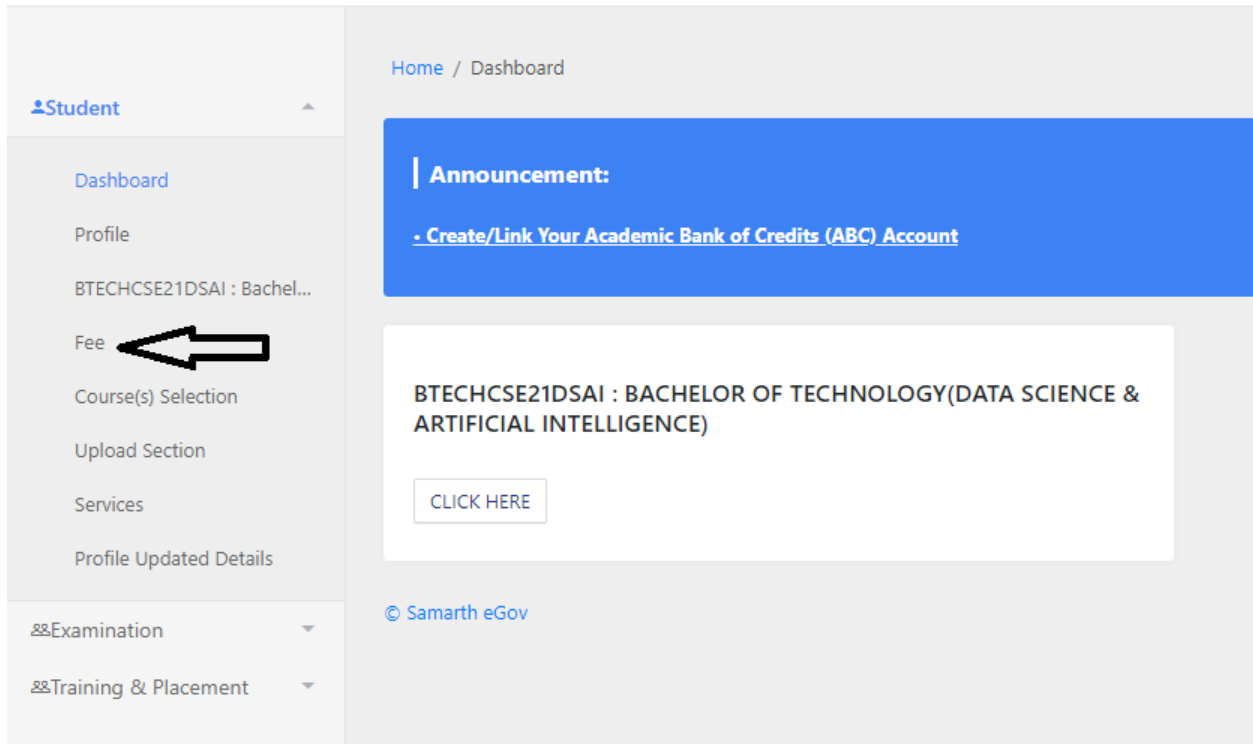 Student
Dashboard
Profile
BTECHCSE21DSAI : Bachel...
Fee
Course(s) Selection
Upload Section
Services
Profile Updated Details
Examination
Training & Placement
Home / Dashboard
Announcement:
- Create/Link Your Academic Bank of Credits (ABC) Account
BTECHCSE21DSAI : BACHELOR OF TECHNOLOGY(DATA SCIENCE &
ARTIFICIAL INTELLIGENCE)
CLICK HERE
© Samarth eGov